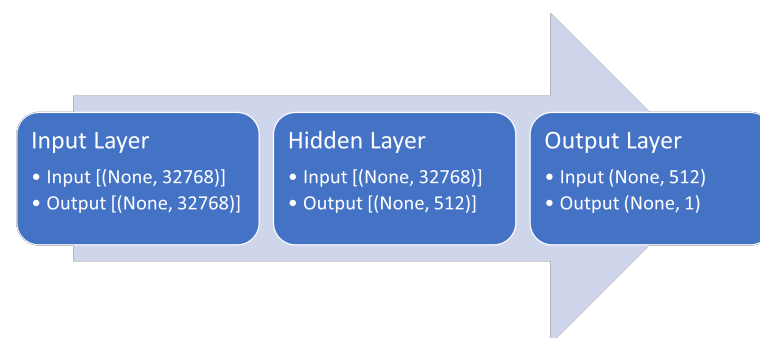 Input Layer
• Input [(None, 32768)]
• Output [(None, 32768)]
Hidden Layer
• Input [(None, 32768)]
• Output [(None, 512)]
Output Layer
• Input (None, 512)
• Output (None, 1)